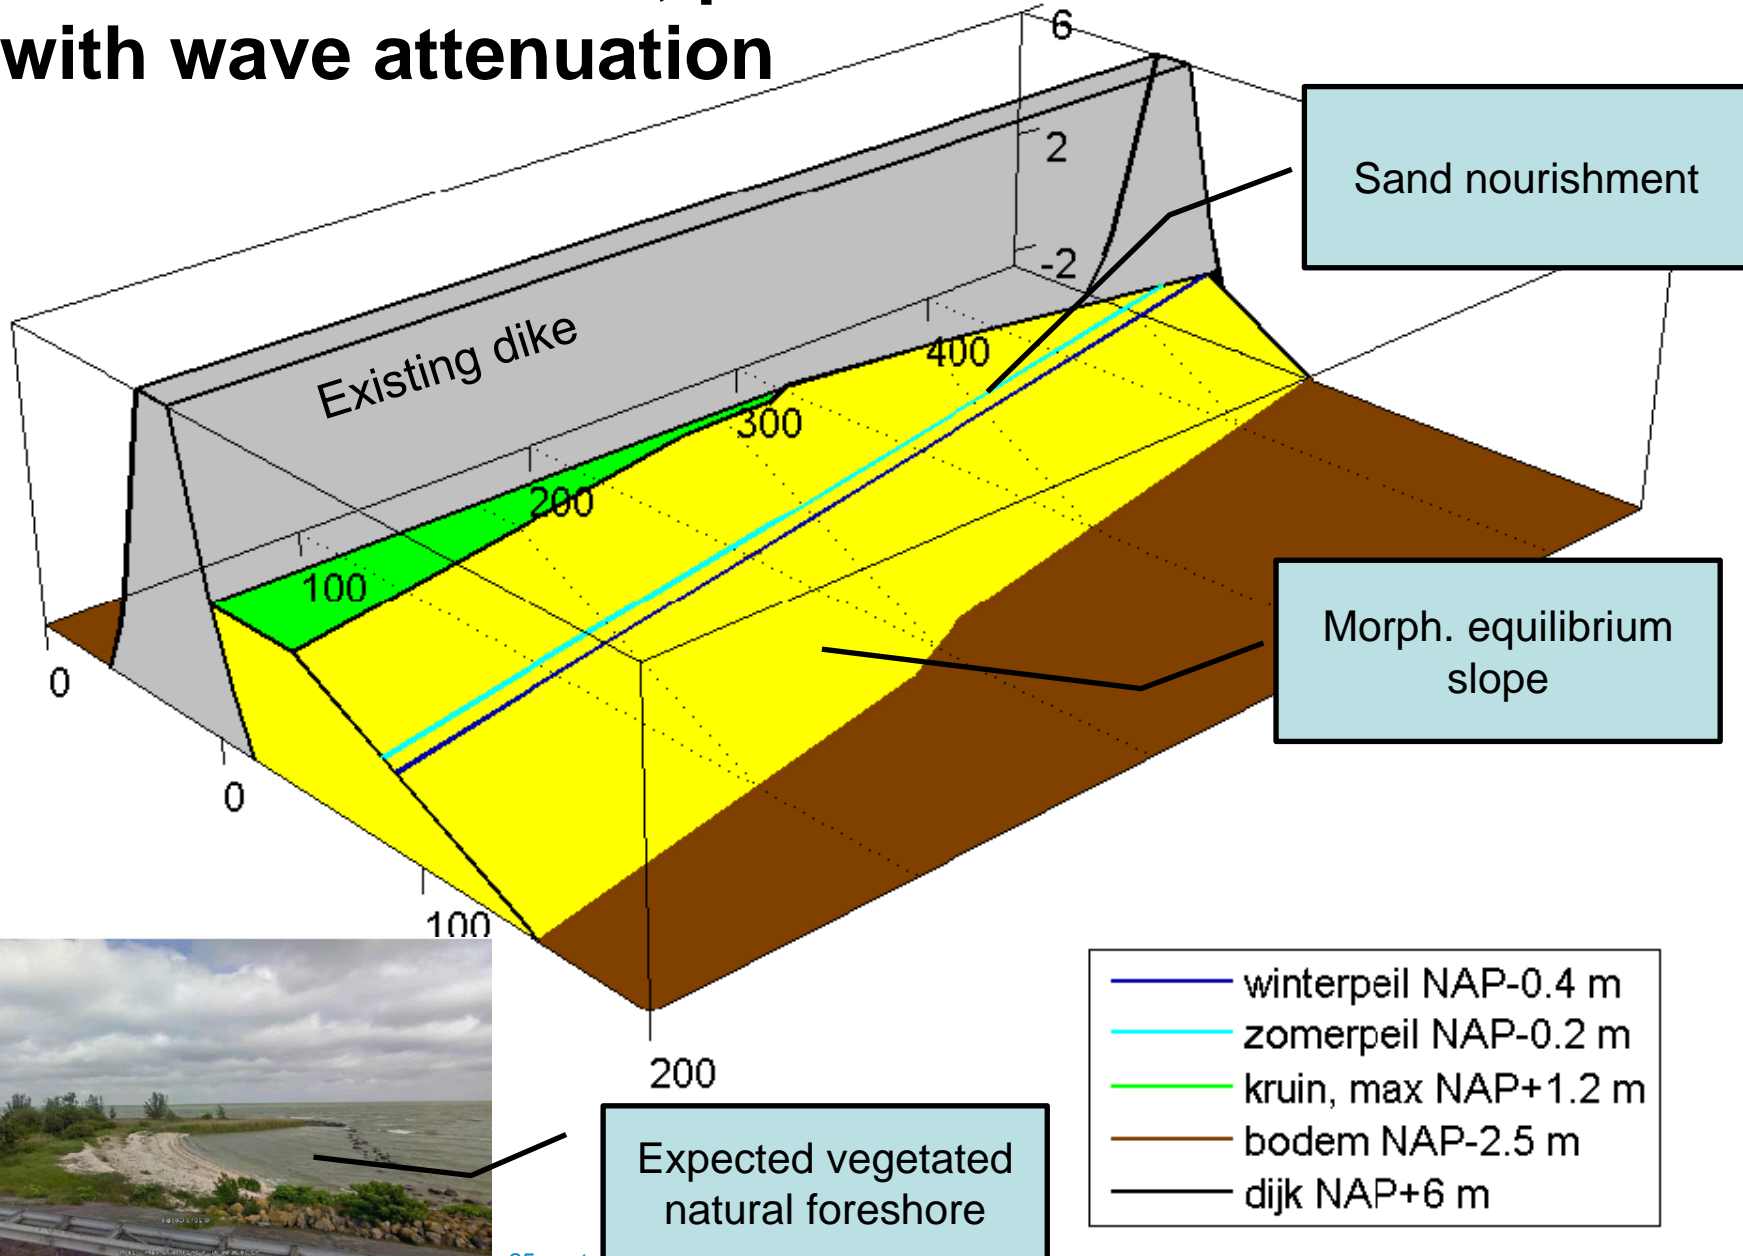 with wave attenuation
6
2
-2
Sand nourishment
Existing dike
400
300
200
100
0
0
100
200
Morph. equilibrium
slope
Expected vegetated
natural foreshore
winterpeil NAP-0.4 m
zomerpeil NAP-0.2 m
kruin, max NAP+1.2 m
bodem NAP-2.5 m
dijk NAP+6 m